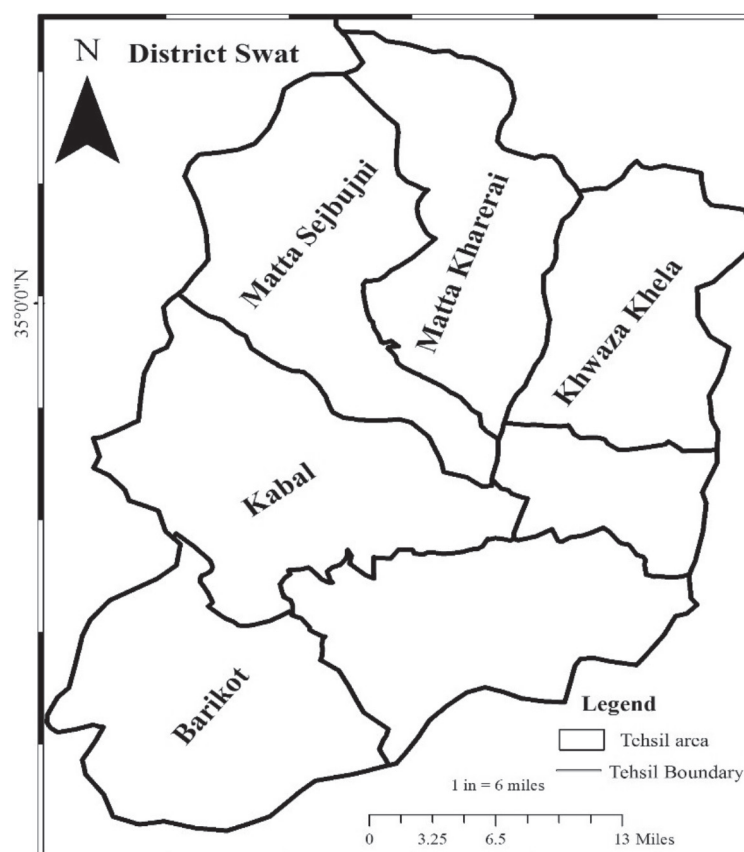 N
District Swat
Matta Sejbujni
Matta Kharerai
35°0'0"N
Khwaza Khela
Kabal
Barikot
Legend
Tehsil area
Tehsil Boundary
1 in = 6 miles
0 3.25 6.5 13 Miles